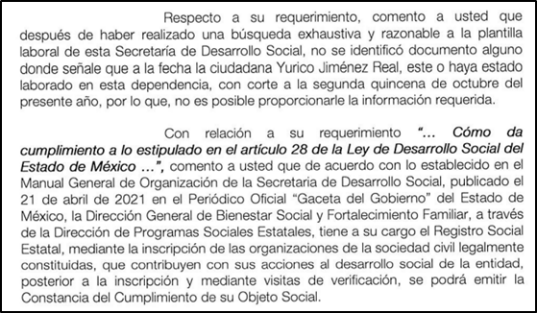 Respecto a su requerimiento, comento a usted que
después de haber realizado una búsqueda exhaustiva y razonable a la plantilla
laboral de esta Secretaría de Desarrollo Social, no se identificó documento alguno
donde señale que a la fecha la ciudadana Yurico Jiménez Real, este o haya estado
laborado en esta dependencia, con corte a la segunda quincena de octubre del
presente año, por lo que, no es posible proporcionarle la información requerida.
Con relación a su requerimiento "... Cómo da
cumplimiento a lo estipulado en el artículo 28 de la Ley de Desarrollo Social del
Estado de México ...", comento a usted que de acuerdo con lo establecido en el
Manual General de Organización de la Secretaria de Desarrollo Social, publicado el
21 de abril de 2021 en el Periódico Oficial "Gaceta del Gobierno" del Estado de
México, la Dirección General de Bienestar Social y Fortalecimiento Familiar, a través
de la Dirección de Programas Sociales Estatales, tiene a su cargo el Registro Social
Estatal, mediante la inscripción de las organizaciones de la sociedad civil legalmente
constituidas, que contribuyen con sus acciones al desarrollo social de la entidad,
posterior a la inscripción y mediante visitas de verificación, se podrá emitir la
Constancia del Cumplimiento de su Objeto Social.